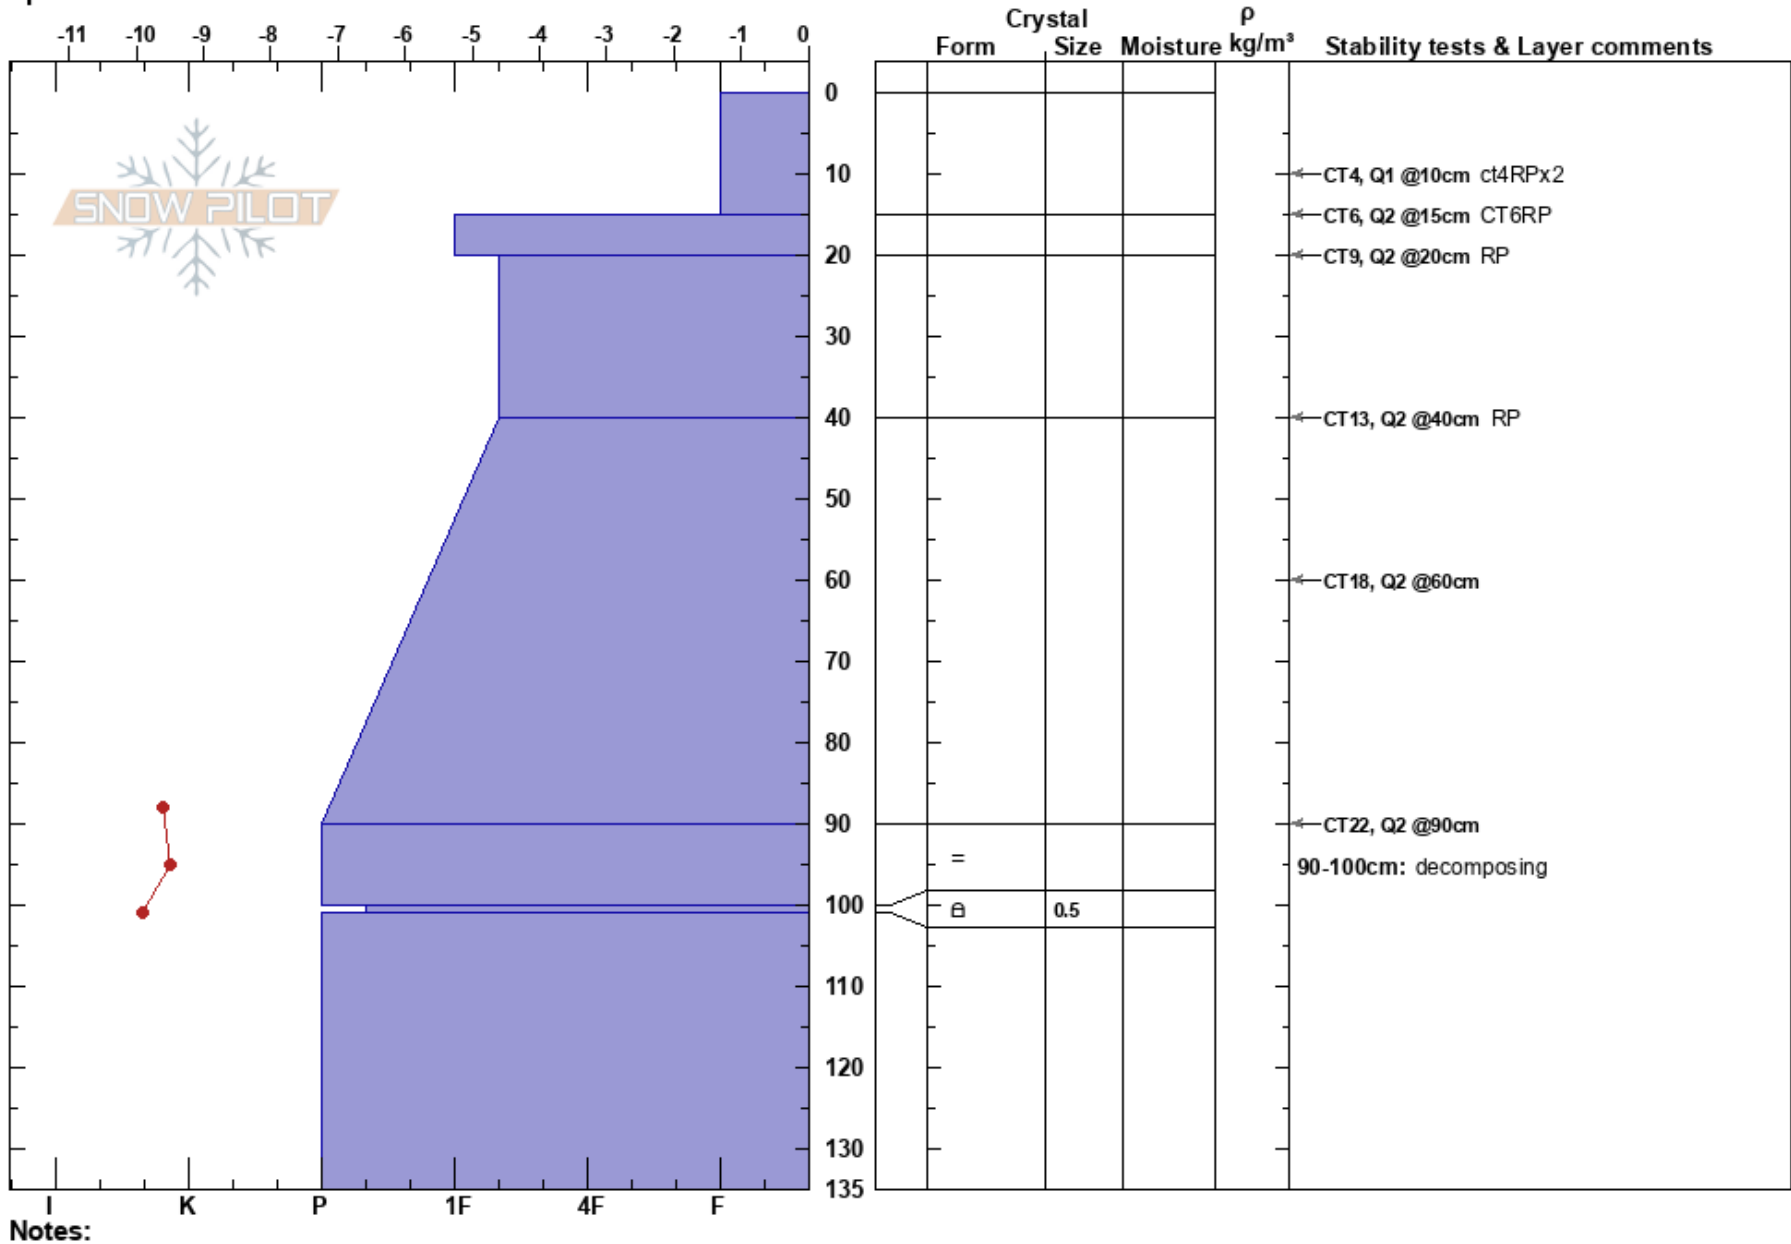 -11 -10 -9 -8 -7 -6 -5 -4 -3 -2 -1 0
Crystal
ρ
Form Size Moisture kg/m³ Stability tests & Layer comments
SNOW PILOT
0
10 CT4, Q1 @10cm ct4RPx2
CT6, Q2 @15cm CT6RP
20 CT9, Q2 @20cm RP
30
40 CT13, Q2 @40cm RP
50
60 CT18, Q2 @60cm
70
80
90 CT22, Q2 @90cm
= 90-100cm: decomposing
100
0.5
110
120
130
135
I K P 1F 4F F
Notes: